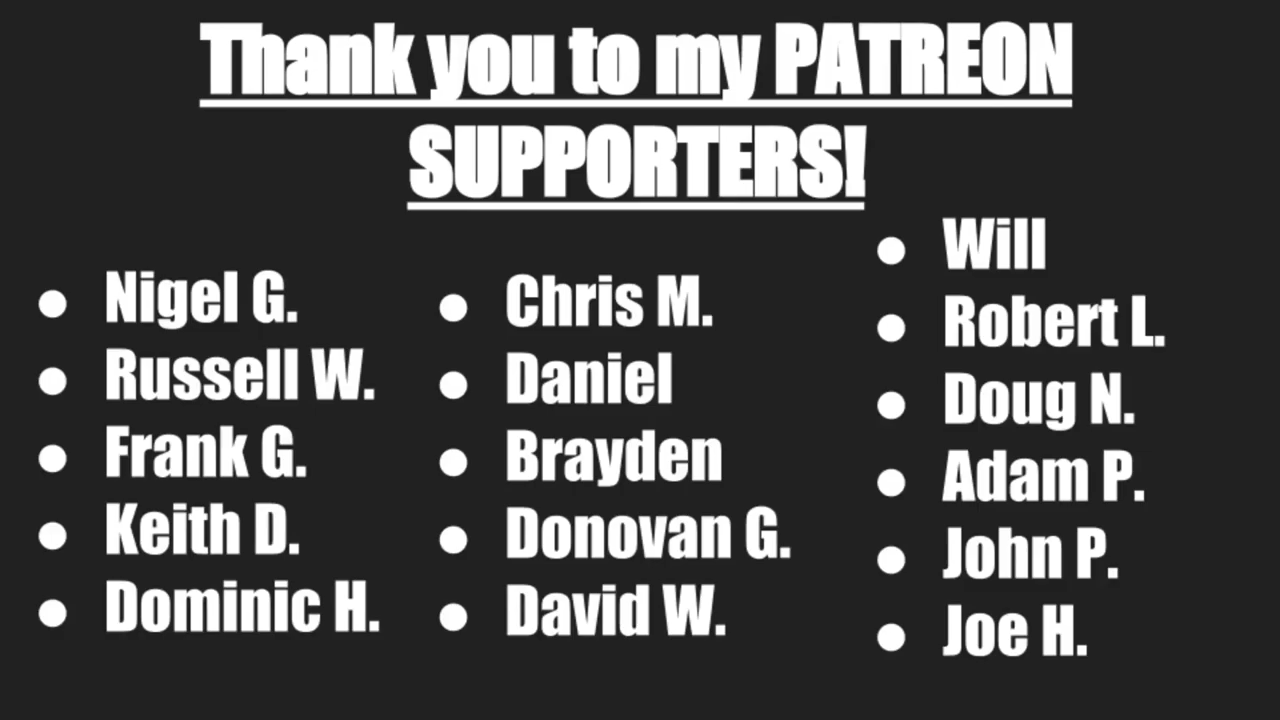 Thank you to my PATREON
SUPPORTERS!
Nigel G.
Russell W.
Frank G.
Keith D.
Dominic H.
Chris M.
Daniel
Brayden
Donovan G.
David W.
Will
Robert L.
Doug N.
Adam P.
John P.
Joe H.